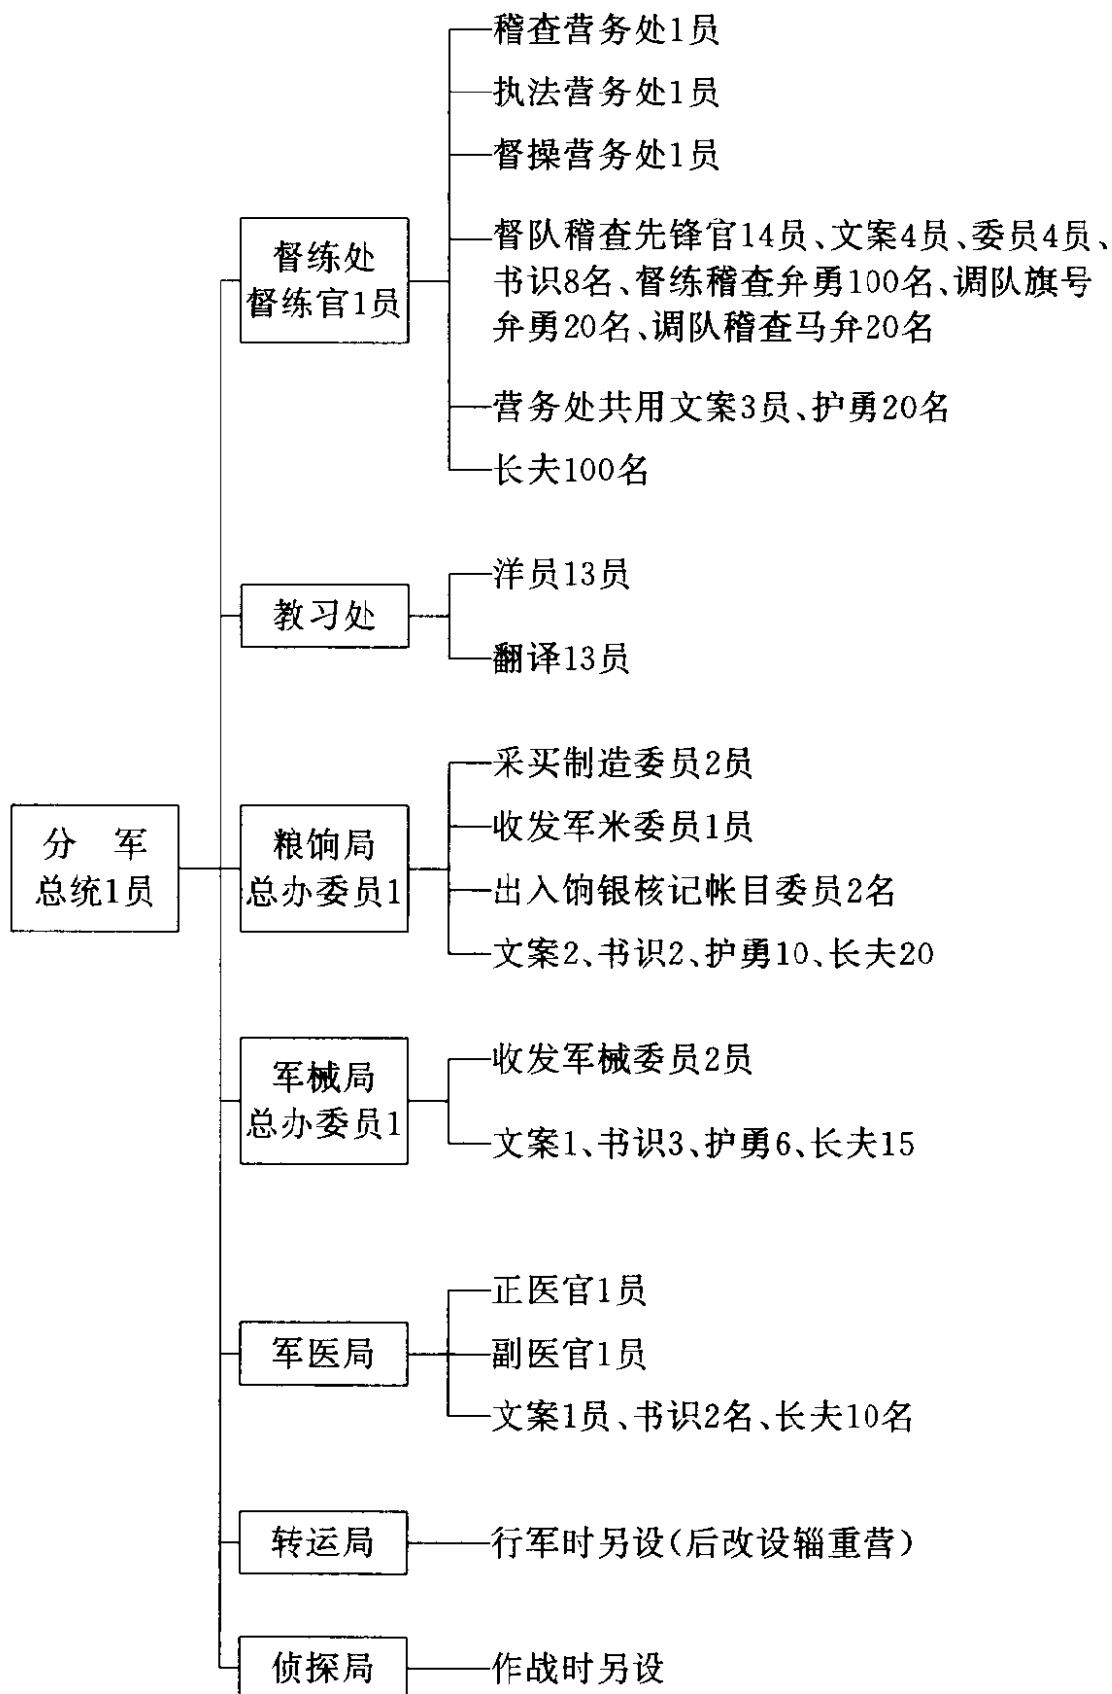 分 军
总统1员
督练处
督练官1员
稽查营务处1员
执法营务处1员
督操营务处1员
督队稽查先锋官14员、文案4员、委员4员、
书识8名、督练稽查弁勇100名、调队旗号
弁勇20名、调队稽查马弁20名
营务处共用文案3员、护勇20名
长夫100名
教习处
洋员13员
翻译13员
粮饷局
总办委员1
采买制造委员2员
收发军米委员1员
出入饷银核记帐目委员2名
文案2、书识2、护勇10、长夫20
军械局
总办委员1
收发军械委员2员
文案1、书识3、护勇6、长夫15
军医局
正医官1员
副医官1员
文案1员、书识2名、长夫10名
转运局
行军时另设(后改设辎重营)
侦探局
作战时另设